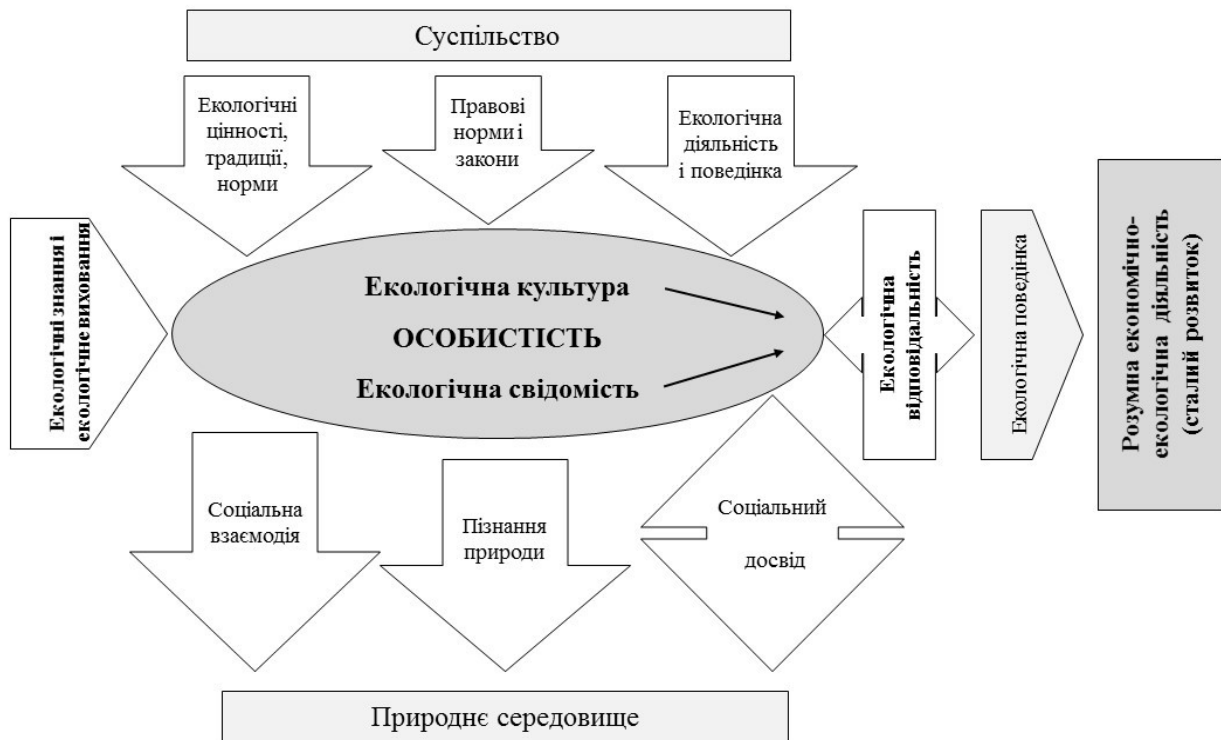 Суспільство
Екологічні
цінності,
традиції,
норми
Правові
норми і
закони
Екологічна
діяльність
і поведінка
Екологічні знання і
екологічне виховання
Екологічна культура
ОСОБИСТІСТЬ
Екологічна свідомість
Екологічна
відповідальність
Екологічна поведінка
Розумна економічно-
екологічна діяльність
(сталий розвиток)
Соціальна
взаємодія
Пізнання
природи
Соціальний
досвід
Природнє середовище